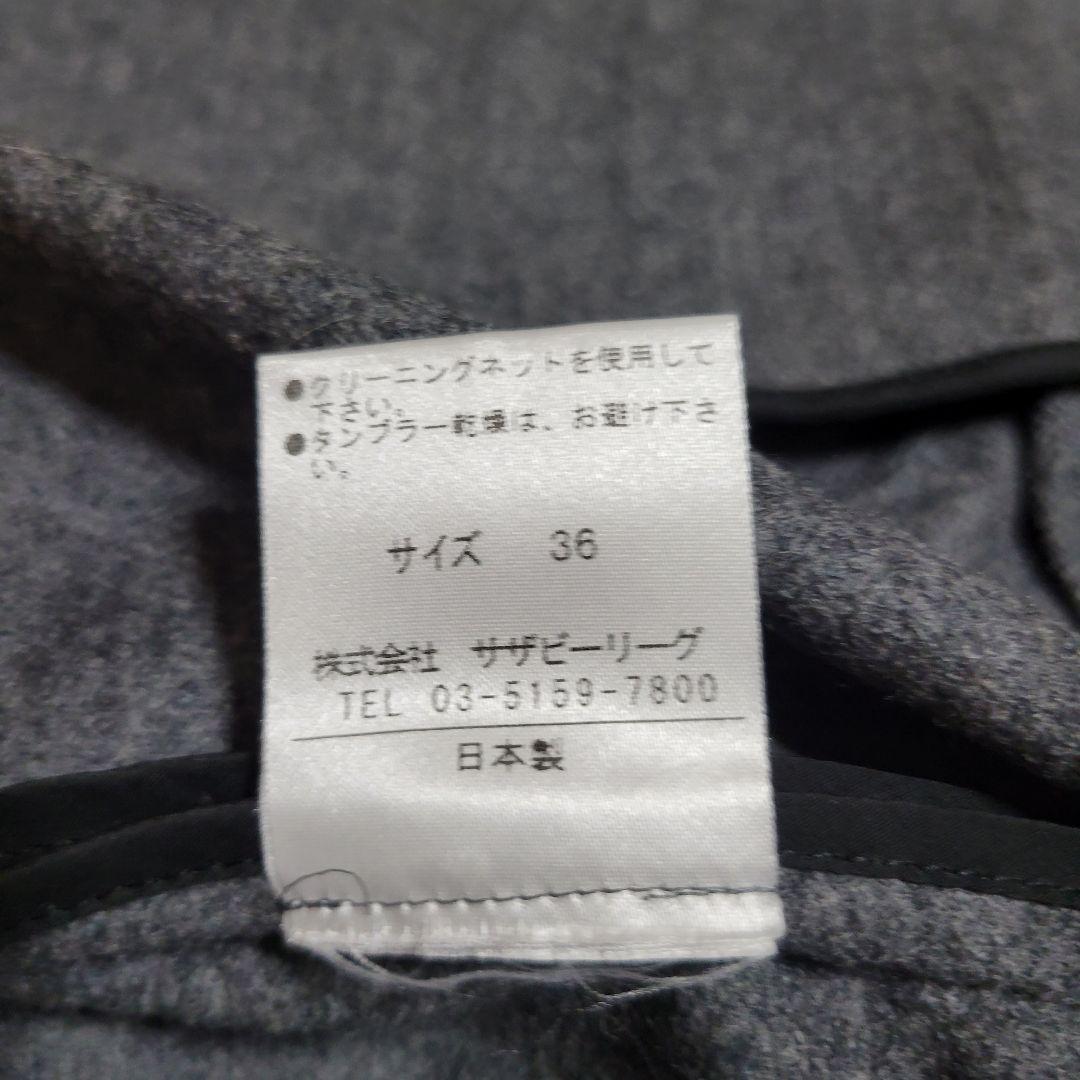 ●クリーニングネットを使用して
下さい。
●タンブラー乾燥は、お避け下さ
い。
サイズ 36
株式会社 サザビーリーグ
TEL 03-5159-7800
日本製